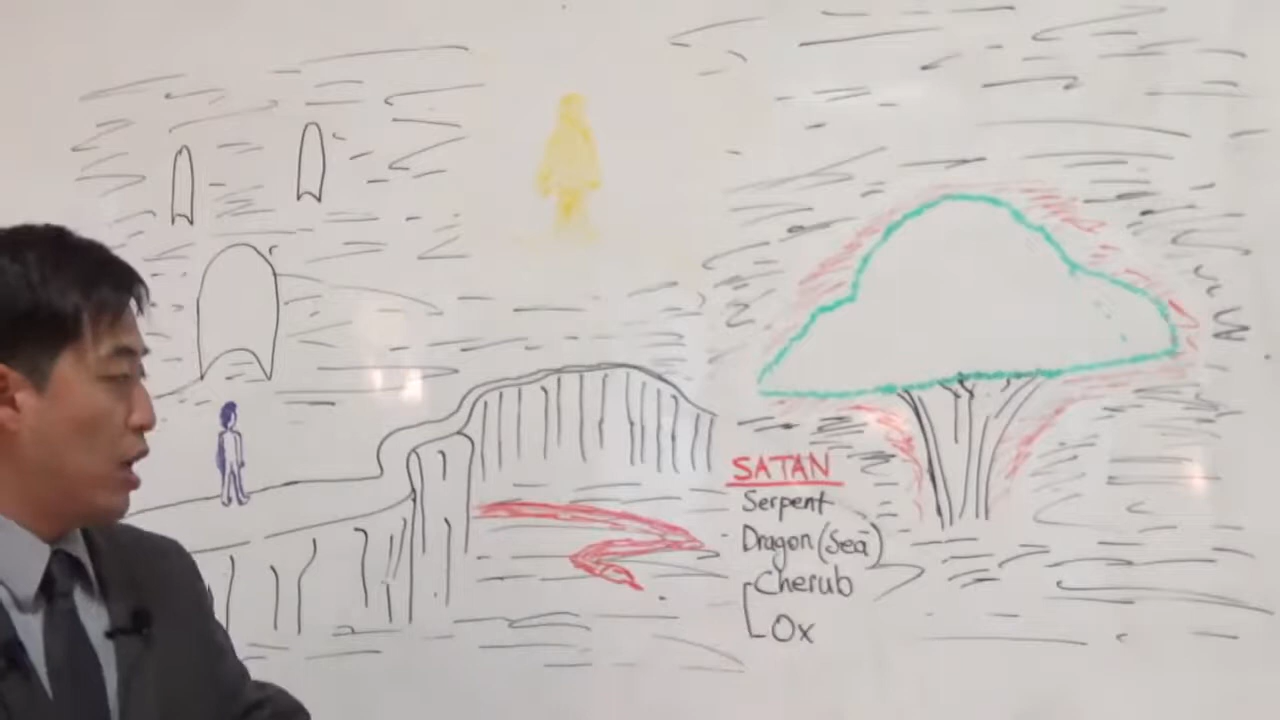 SATAN
Serpent
Dragon (Sea)
Cherub
Ox